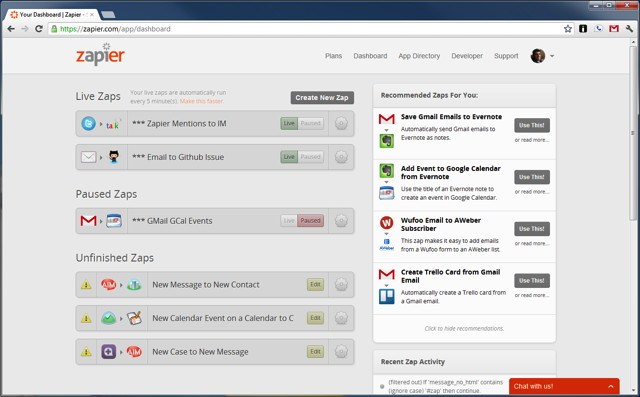 Your Dashboard | Zapier -
https://zapier.com/app/dashboard
zapier
Plans
Dashboard
App Directory
Developer
Support
Live Zaps
Your live zaps are automatically run
every 5 minute(s). Make this faster.
Create New Zap
talk
*** Zapier Mentions to IM
Live Paused
*** Email to Github Issue
Live Paused
Paused Zaps
*** GMail GCal Events
Live Paused
Unfinished Zaps
AIM
New Message to New Contact
Edit
New Calendar Event on a Calendar to C
Edit
AIM
New Case to New Message
Edit
Recommended Zaps For You:
Save Gmail Emails to Evernote
Automatically send Gmail emails to
Evernote as notes.
Use This!
or read more...
Add Event to Google Calendar
from Evernote
Use the title of an Evernote note to
create an event in Google Calendar.
Use This!
or read more...
Wufoo Email to AWeber
Subscriber
This zap makes it easy to add emails
from a Wufoo form to an AWeber list.
Use This!
or read more...
Create Trello Card from Gmail
Email
Automatically create a Trello card from
a Gmail email.
Use This!
or read more...
Click to hide recommendations.
Recent Zap Activity
(filtered out) If 'message_no_html' contains
(ignore case) '#zap' then continue.
Chat with us!